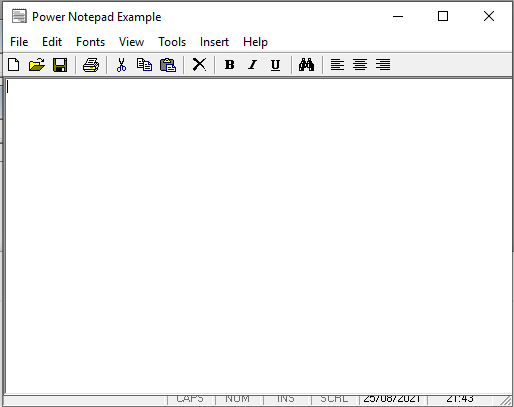 Power Notepad Example
File Edit Fonts View Tools Insert Help
B I U
CAPS NUM INS SCRL 25/08/2021 21:43